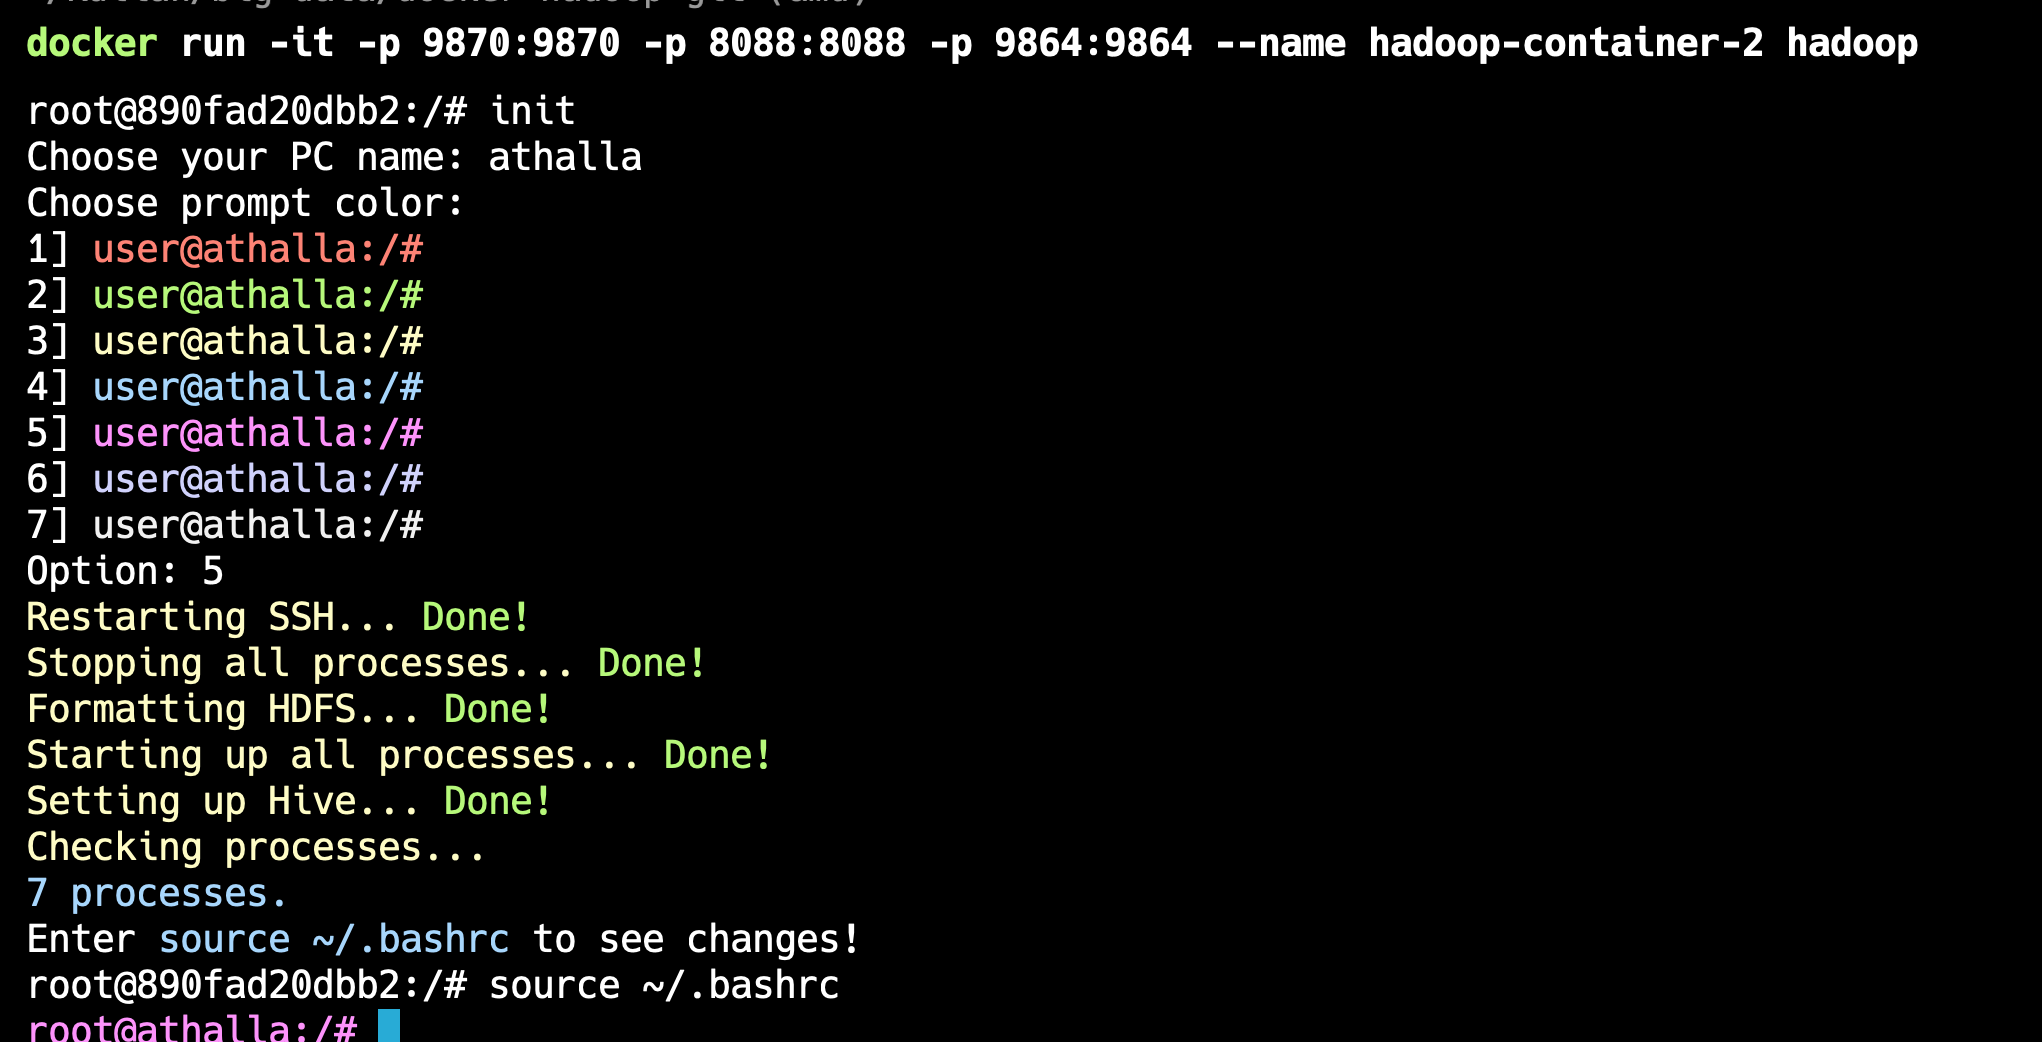 docker run -it -p 9870:9870 -p 8088:8088 -p 9864:9864 --name hadoop-container-2 hadoop
root@890fad20dbb2:/# init
Choose your PC name: athalla
Choose prompt color:
1] user@athalla:/#
2] user@athalla:/#
3] user@athalla:/#
4] user@athalla:/#
5] user@athalla:/#
6] user@athalla:/#
7] user@athalla:/#
Option: 5
Restarting SSH... Done!
Stopping all processes... Done!
Formatting HDFS... Done!
Starting up all processes... Done!
Setting up Hive... Done!
Checking processes...
7 processes.
Enter source ~/.bashrc to see changes!
root@890fad20dbb2:/# source ~/.bashrc
root@athalla:/#